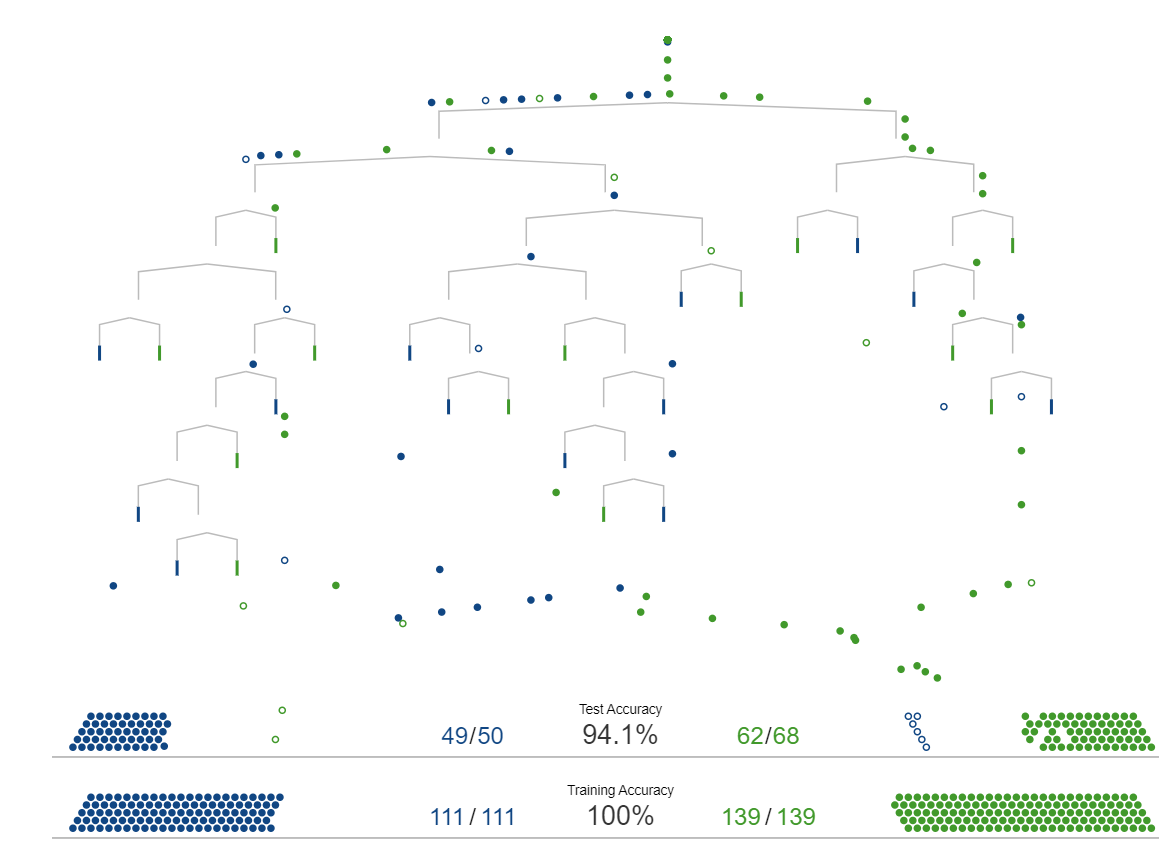 Test Accuracy
49/50 94.1% 62/68
Training Accuracy
111 / 111 100% 139 / 139